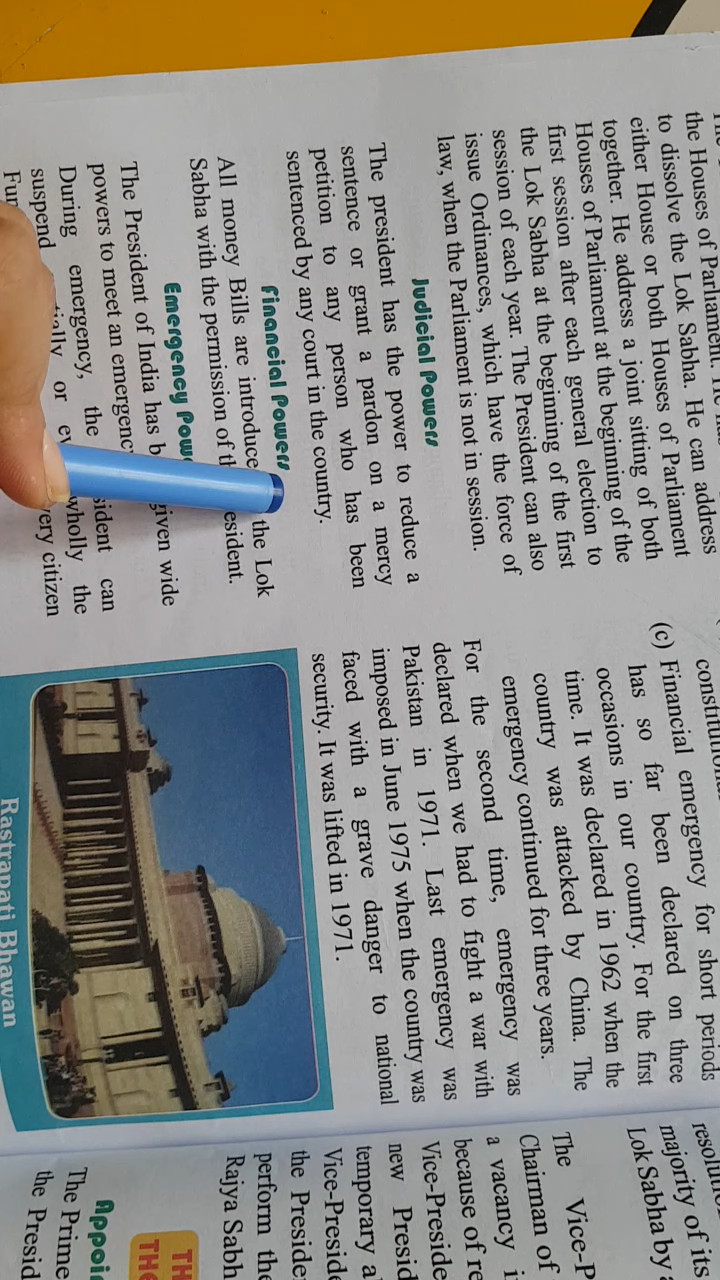 the Houses of Parliament. He
to dissolve the Lok Sabha. He can address
either House or both Houses of Parliament
together. He address a joint sitting of both
Houses of Parliament at the beginning of the
first session after each general election to
the Lok Sabha at the beginning of the first
session of each year. The President can also
issue Ordinances, which have the force of
law, when the Parliament is not in session.
Judicial Powers
The president has the power to reduce a
sentence or grant a pardon on a mercy
petition to any person who has been
sentenced by any court in the country.
Financial Powers
All money Bills are introduce the Lok
Sabha with the permission of th esident.
Emergency Pow
The President of India has b given wide
powers to meet an emergenc
During emergency, the sident can
suspend tially or ev wholly the
Fu ery citizen
(c) Financial emergency for short periods
has so far been declared on three
occasions in our country. For the first
time. It was declared in 1962 when the
country was attacked by China. The
emergency continued for three years.
For the second time, emergency was
declared when we had to fight a war with
Pakistan in 1971. Last emergency was
imposed in June 1975 when the country was
faced with a grave danger to national
security. It was lifted in 1971.
Rastrapati Bhawan
majority of its
Lok Sabha by
The Vice-P
Chairman of
a vacancy i
because of re
Vice-Preside
new Presid
temporary a
Vice-Preside
the Preside
perform the
Rajya Sabh
TH
THE
Appoi
The Prime
the Presid